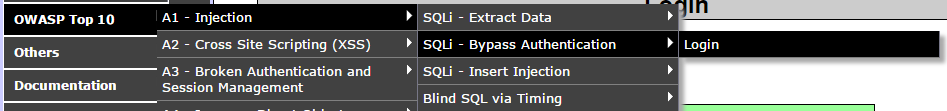 Login
OWASP Top 10
Others
Documentation
A1 - Injection
A2 - Cross Site Scripting (XSS)
A3 - Broken Authentication and
Session Management
SQLi - Extract Data
SQLi - Bypass Authentication
SQLi - Insert Injection
Blind SQL via Timing
Login